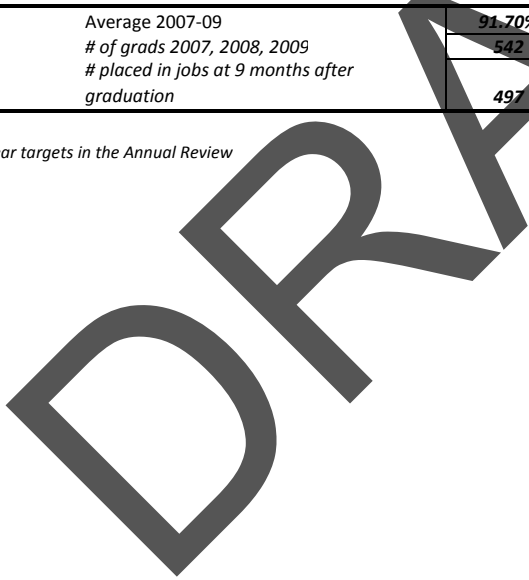 Average 2007-09 91.70%
# of grads 2007, 2008, 2009 542
# placed in jobs at 9 months after
graduation 497
ar targets in the Annual Review
DRA